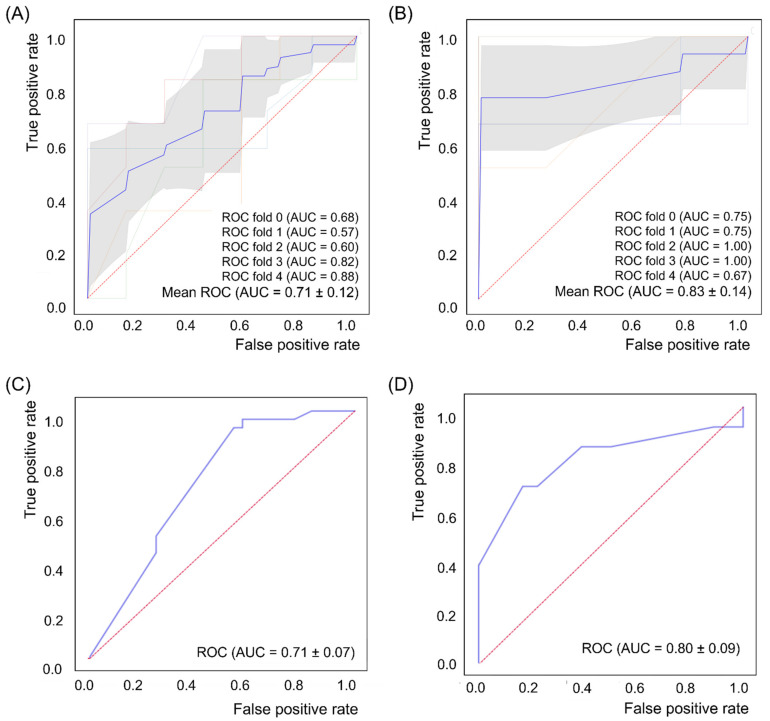 (A)
True positive rate
1.0
0.8
0.6
0.4
0.2
0.0
ROC fold 0 (AUC = 0.68)
ROC fold 1 (AUC = 0.57)
ROC fold 2 (AUC = 0.60)
ROC fold 3 (AUC = 0.82)
ROC fold 4 (AUC = 0.88)
Mean ROC (AUC = 0.71 ± 0.12)
0.0 0.2 0.4 0.6 0.8 1.0
False positive rate
(B)
True positive rate
1.0
0.8
0.6
0.4
0.2
0.0
ROC fold 0 (AUC = 0.75)
ROC fold 1 (AUC = 0.75)
ROC fold 2 (AUC = 1.00)
ROC fold 3 (AUC = 1.00)
ROC fold 4 (AUC = 0.67)
Mean ROC (AUC = 0.83 ± 0.14)
0.0 0.2 0.4 0.6 0.8 1.0
False positive rate
(C)
True positive rate
1.0
0.8
0.6
0.4
0.2
0.0
ROC (AUC = 0.71 ± 0.07)
0.0 0.2 0.4 0.6 0.8 1.0
False positive rate
(D)
True positive rate
1.0
0.8
0.6
0.4
0.2
0.0
ROC (AUC = 0.80 ± 0.09)
0.0 0.2 0.4 0.6 0.8 1.0
False positive rate